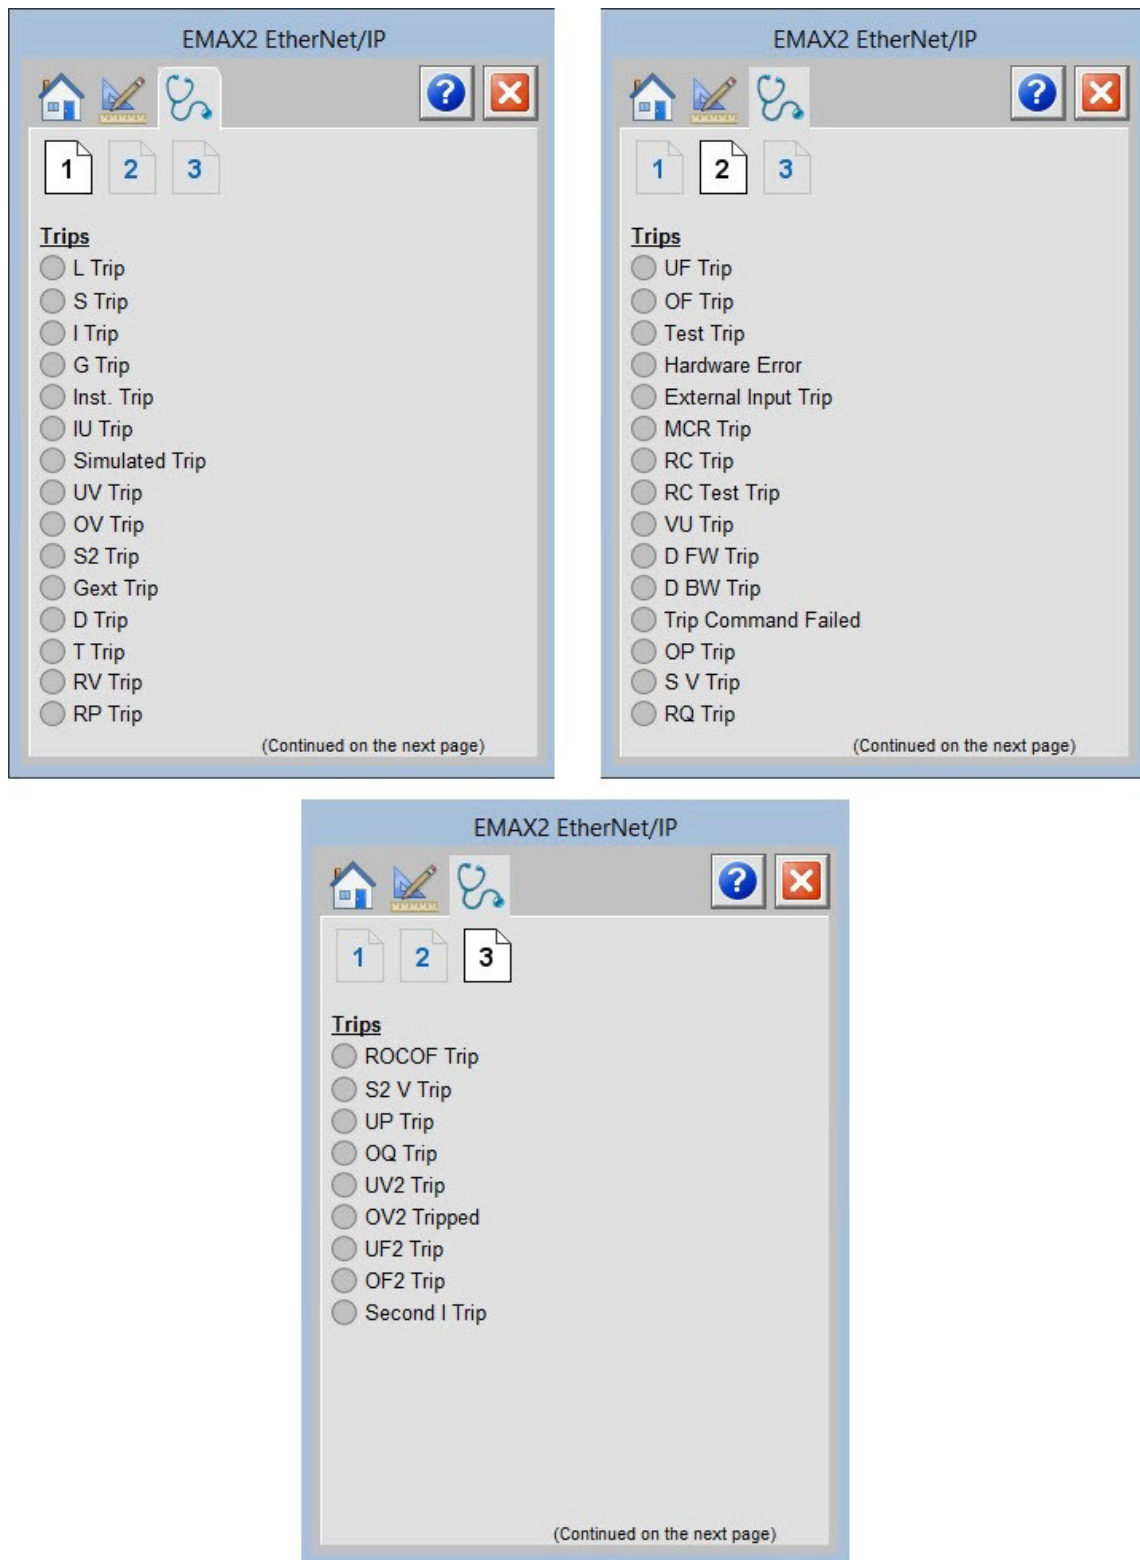 EMAX2 EtherNet/IP
1 2 3
Trips
L Trip
S Trip
I Trip
G Trip
Inst. Trip
IU Trip
Simulated Trip
UV Trip
OV Trip
S2 Trip
Gext Trip
D Trip
T Trip
RV Trip
RP Trip
(Continued on the next page)
EMAX2 EtherNet/IP
1 2 3
Trips
UF Trip
OF Trip
Test Trip
Hardware Error
External Input Trip
MCR Trip
RC Trip
RC Test Trip
VU Trip
D FW Trip
D BW Trip
Trip Command Failed
OP Trip
S V Trip
RQ Trip
(Continued on the next page)
EMAX2 EtherNet/IP
1 2 3
Trips
ROCOF Trip
S2 V Trip
UP Trip
OQ Trip
UV2 Trip
OV2 Tripped
UF2 Trip
OF2 Trip
Second I Trip
(Continued on the next page)